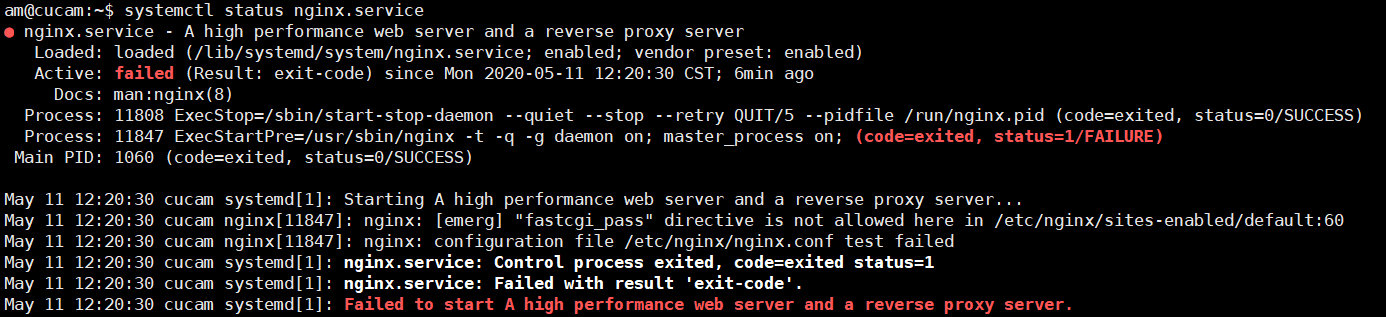 am@cucam:~$ systemctl status nginx.service
● nginx.service - A high performance web server and a reverse proxy server
   Loaded: loaded (/lib/systemd/system/nginx.service; enabled; vendor preset: enabled)
   Active: failed (Result: exit-code) since Mon 2020-05-11 12:20:30 CST; 6min ago
     Docs: man:nginx(8)
  Process: 11808 ExecStop=/sbin/start-stop-daemon --quiet --stop --retry QUIT/5 --pidfile /run/nginx.pid (code=exited, status=0/SUCCESS)
  Process: 11847 ExecStartPre=/usr/sbin/nginx -t -q -g daemon on; master_process on; (code=exited, status=1/FAILURE)
 Main PID: 1060 (code=exited, status=0/SUCCESS)

May 11 12:20:30 cucam systemd[1]: Starting A high performance web server and a reverse proxy server...
May 11 12:20:30 cucam nginx[11847]: nginx: [emerg] "fastcgi_pass" directive is not allowed here in /etc/nginx/sites-enabled/default:60
May 11 12:20:30 cucam nginx[11847]: nginx: configuration file /etc/nginx/nginx.conf test failed
May 11 12:20:30 cucam systemd[1]: nginx.service: Control process exited, code=exited status=1
May 11 12:20:30 cucam systemd[1]: nginx.service: Failed with result 'exit-code'.
May 11 12:20:30 cucam systemd[1]: Failed to start A high performance web server and a reverse proxy server.